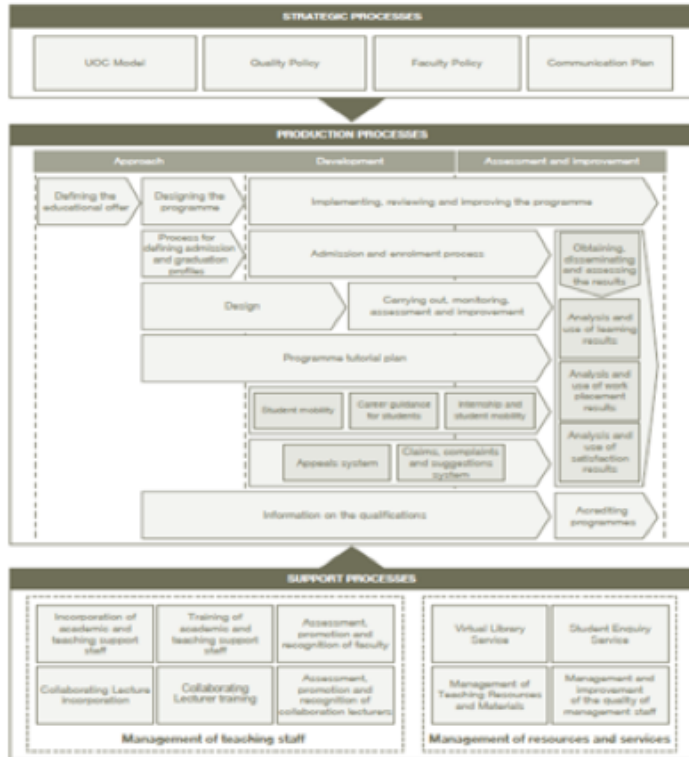 STRATEGIC PROCESSES
UOC Model
Quality Policy
Faculty Policy
Communication Plan
PRODUCTION PROCESSES
Approach
Development
Assessment and improvement
Defining the
educational offer
Designing the
programme
Implementing, reviewing and improving the programme
Process for
defining admission
and graduation
profiles
Admission and enrolment process
Obtaining,
disseminating
and assessing
the results
Design
Carrying out, monitoring,
assessment and improvement
Analysis and
use of learning
results
Programme tutorial plan
Analysis and
use of work
placement
results
Student mobility
Career guidance
for students
Internship and
student mobility
Analysis and
use of
satisfaction
results
Appeals system
Claims, complaints
and suggestions
system
Information on the qualifications
Acrediting
programmes
SUPPORT PROCESSES
Incorporation of
academic and
teaching support
staff
Training of
academic and
teaching support
staff
Assessment,
promotion and
recognition of faculty
Virtual Library
Service
Student Enquiry
Service
Collaborating Lecture
incorporation
Collaborating
Lecturer training
Assessment,
promotion and
recognition of
collaboration lecturers
Management of
Teaching Resources
and Materials
Management and
improvement
of the quality of
management staff
Management of teaching staff
Management of resources and services